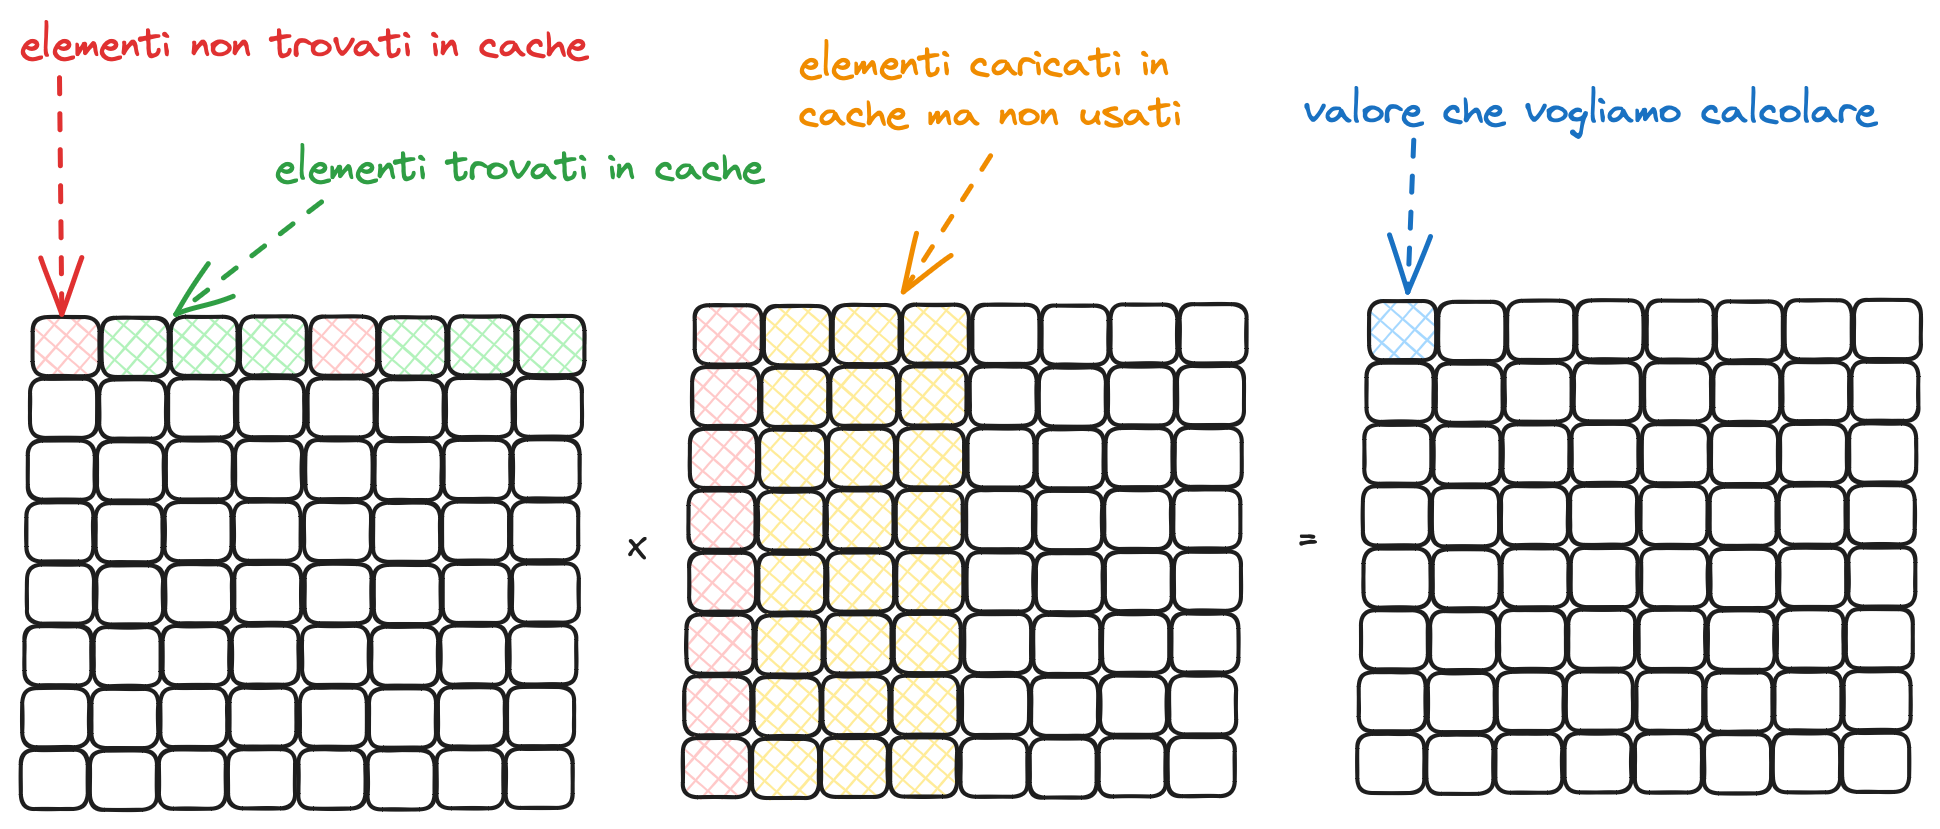 elementi non trovati in cache
elementi trovati in cache
elementi caricati in
cache ma non usati
valore che vogliamo calcolare
x
=